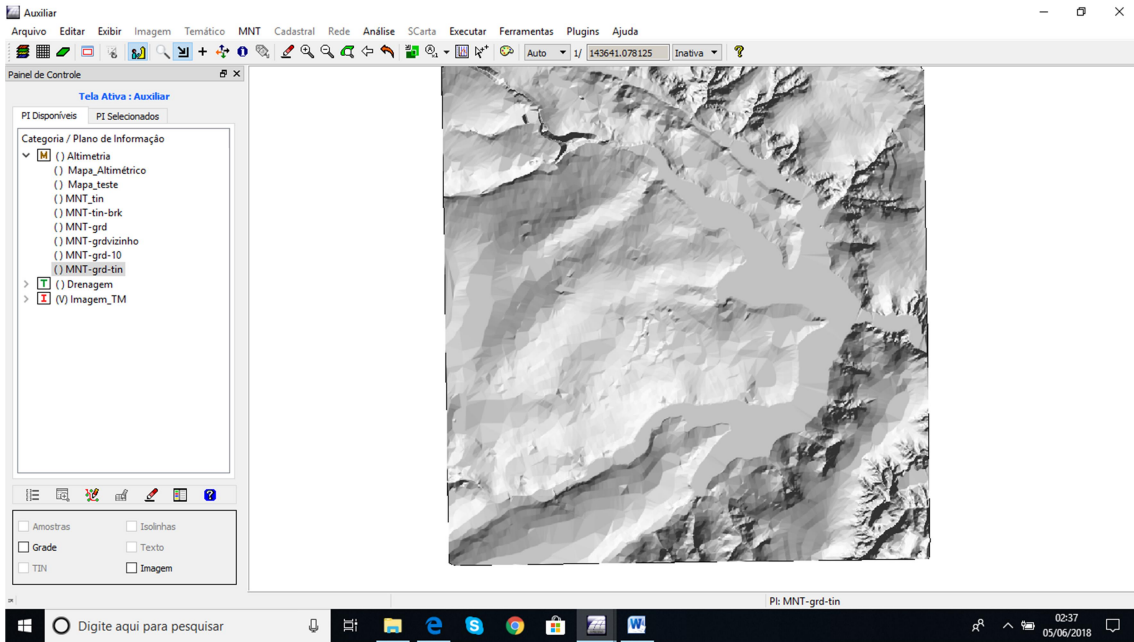 Auxiliar
Arquivo Editar Exibir Imagem Temático MNT Cadastral Rede Análise SCarta Executar Ferramentas Plugins Ajuda
Auto 1/ 143641.078125 Inativa
Painel de Controle
Tela Ativa : Auxiliar
PI Disponíveis PI Selecionados
Categoria / Plano de Informação
M () Altimetria
() Mapa_Altimétrico
() Mapa_teste
() MNT_tin
() MNT-tin-brk
() MNT-grd
() MNT-grdvizinho
() MNT-grd-10
() MNT-grd-tin
T () Drenagem
I (V) Imagem_TM
Amostras Isolinhas
Grade Texto
TIN Imagem
PI: MNT-grd-tin
Digite aqui para pesquisar
02:37
05/06/2018